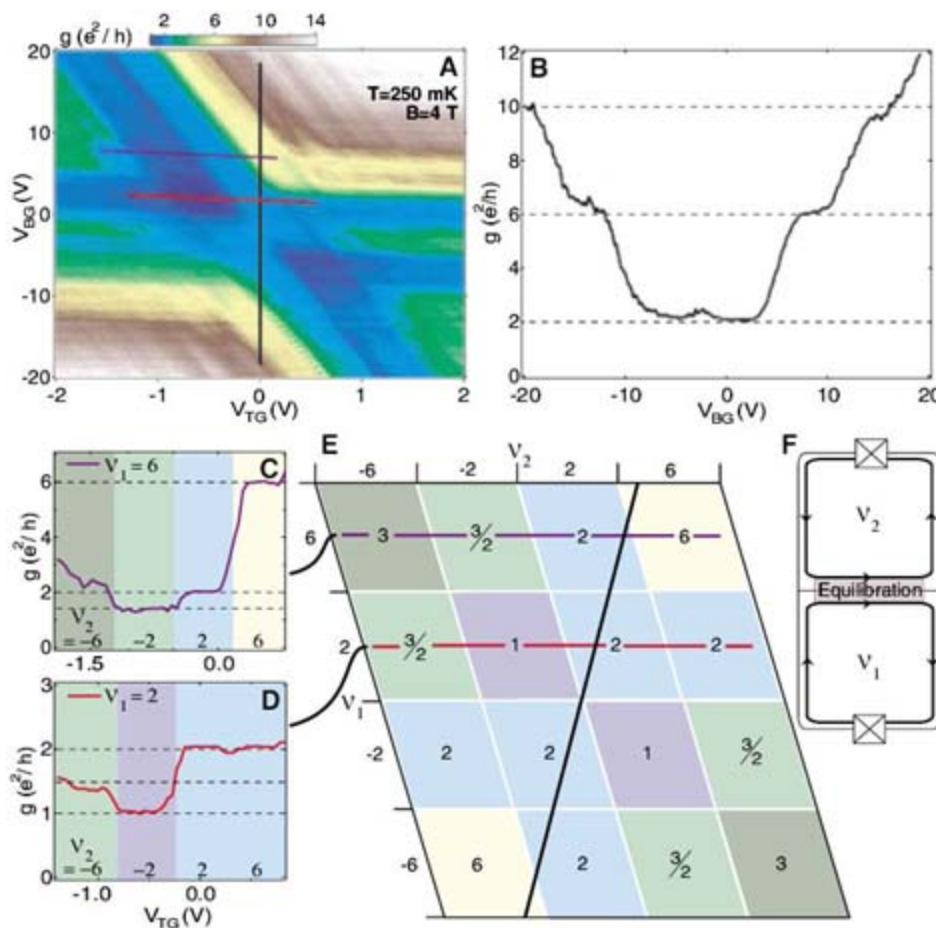 g (e²/h) 2 6 10 14
A
T=250 mK
B=4 T
20
10
0
-10
-20
V_BG(V)
-2 -1 0 1 2
V_TG(V)
B
12
10
8
6
4
2
0
g (e²/h)
-20 -10 0 10 20
V_BG(V)
C
ν₁ = 6
6
4
2
0
g (e²/h)
ν₂
=-6 -2 2 6
-1.5 0.0
D
ν₁ = 2
3
2
1
0
g (e²/h)
ν₂
=-6 -2 2 6
-1.0 0.0
V_TG(V)
E
ν₂
-6 -2 2 6
6 3 3/2 2 6
2 3/2 1 2 2
ν₁
-2 2 2 1 3/2
-6 6 2 3/2 3
F
ν₂
Equilibration
ν₁